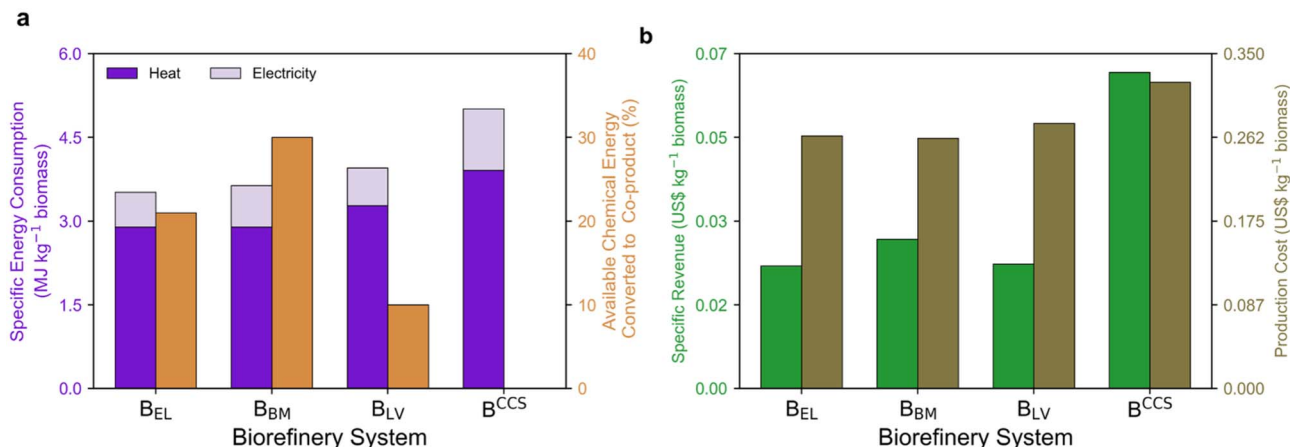 a
Specific Energy Consumption
(MJ kg⁻¹ biomass)
6.0
4.5
3.0
1.5
0.0
Heat
Electricity
40
30
20
10
0
Available Chemical Energy
Converted to Co-product (%)
B_EL
B_BM
B_LV
B^CCS
Biorefinery System
b
Specific Revenue (US$ kg⁻¹ biomass)
0.07
0.05
0.03
0.02
0.00
0.350
0.262
0.175
0.087
0.000
Production Cost (US$ kg⁻¹ biomass)
B_EL
B_BM
B_LV
B^CCS
Biorefinery System